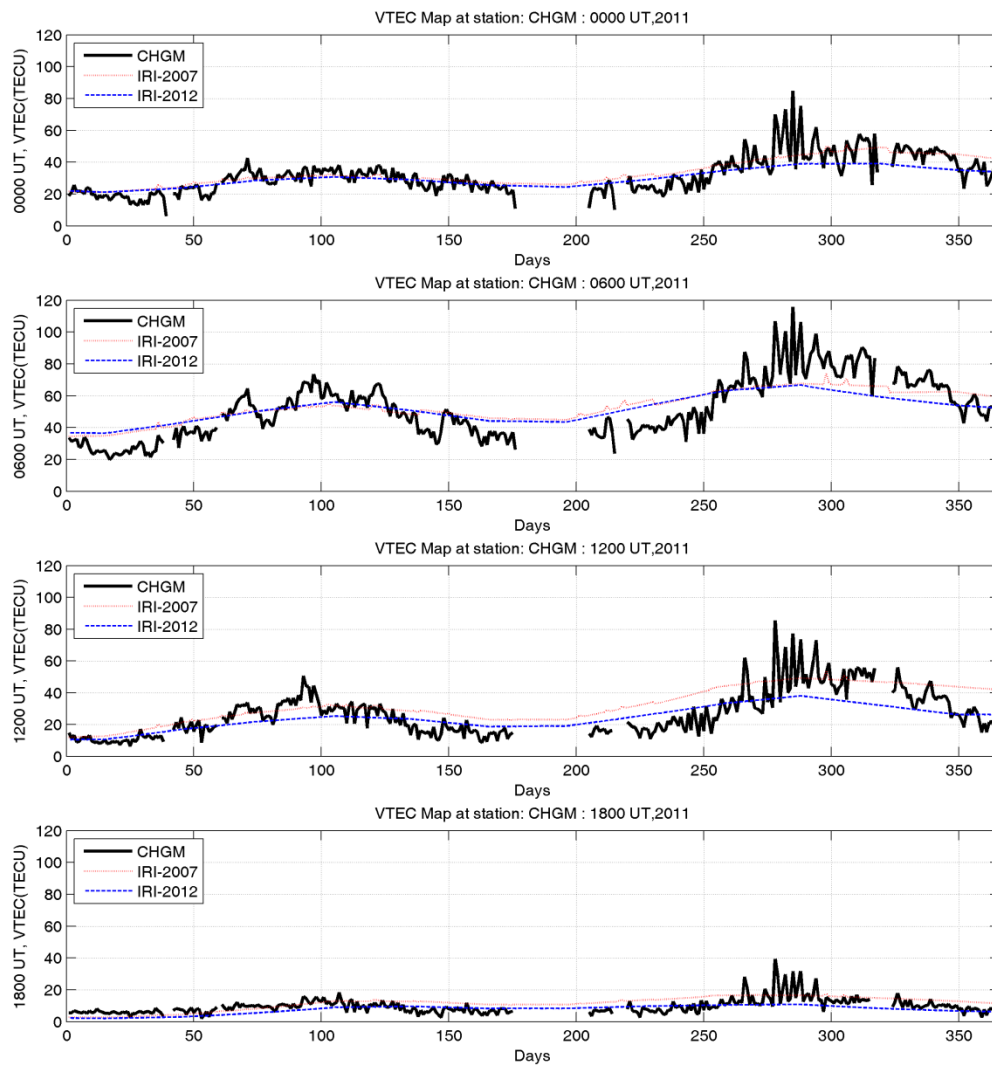 VTEC Map at station: CHGM : 0000 UT,2011
0000 UT, VTEC(TECU)
120
100
80
60
40
20
0
CHGM
IRI-2007
IRI-2012
0 50 100 150 200 250 300 350
Days
VTEC Map at station: CHGM : 0600 UT,2011
0600 UT, VTEC(TECU)
120
100
80
60
40
20
0
CHGM
IRI-2007
IRI-2012
0 50 100 150 200 250 300 350
Days
VTEC Map at station: CHGM : 1200 UT,2011
1200 UT, VTEC(TECU)
120
100
80
60
40
20
0
CHGM
IRI-2007
IRI-2012
0 50 100 150 200 250 300 350
Days
VTEC Map at station: CHGM : 1800 UT,2011
1800 UT, VTEC(TECU)
120
100
80
60
40
20
0
CHGM
IRI-2007
IRI-2012
0 50 100 150 200 250 300 350
Days